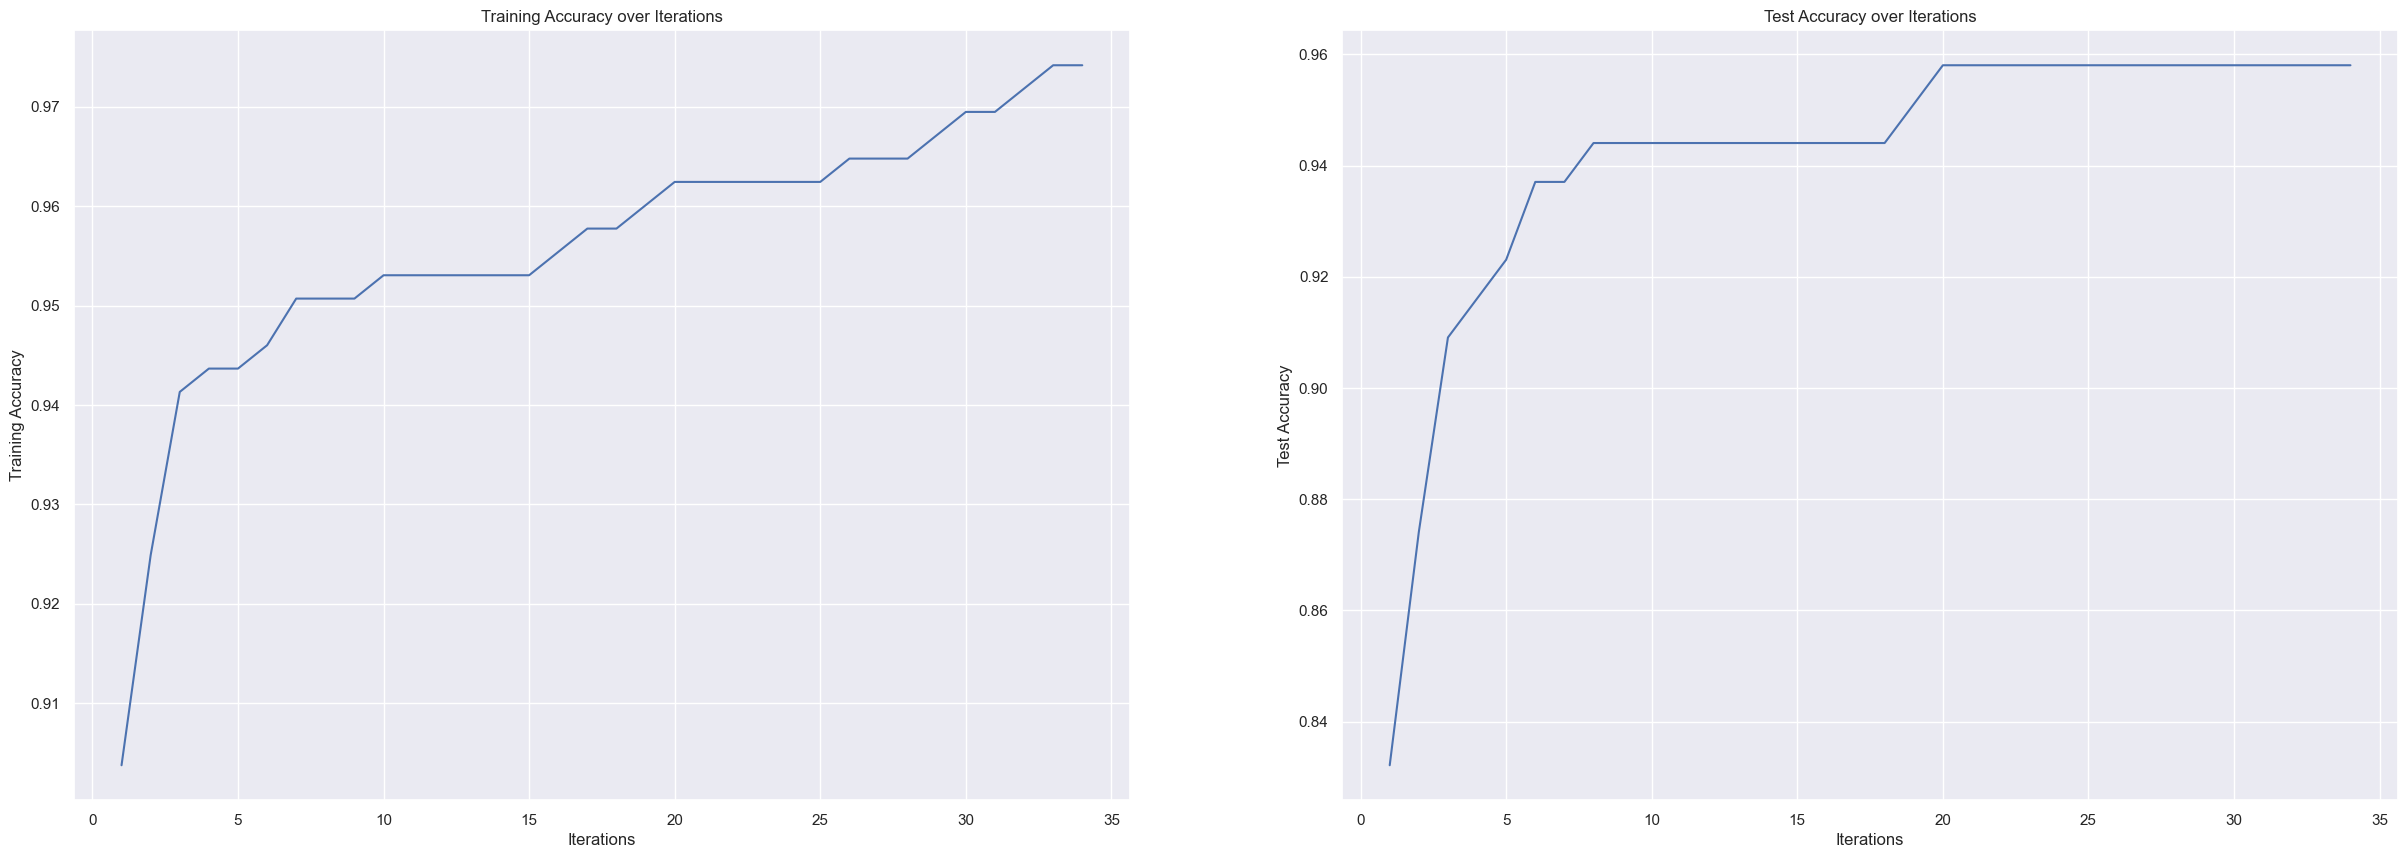 Training Accuracy over Iterations
Training Accuracy
0.97
0.96
0.95
0.94
0.93
0.92
0.91
0 5 10 15 20 25 30 35
Iterations
Test Accuracy over Iterations
Test Accuracy
0.96
0.94
0.92
0.90
0.88
0.86
0.84
0 5 10 15 20 25 30 35
Iterations